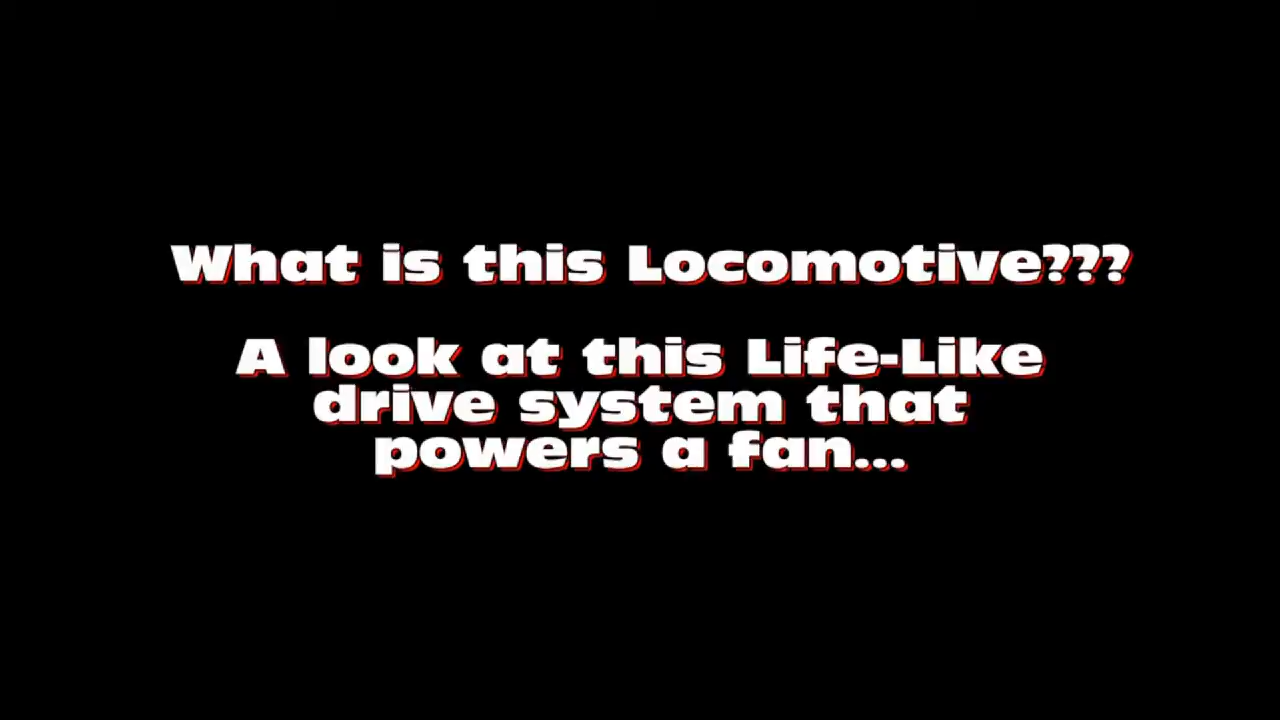 What is this Locomotive???
A look at this Life-Like
drive system that
powers a fan...